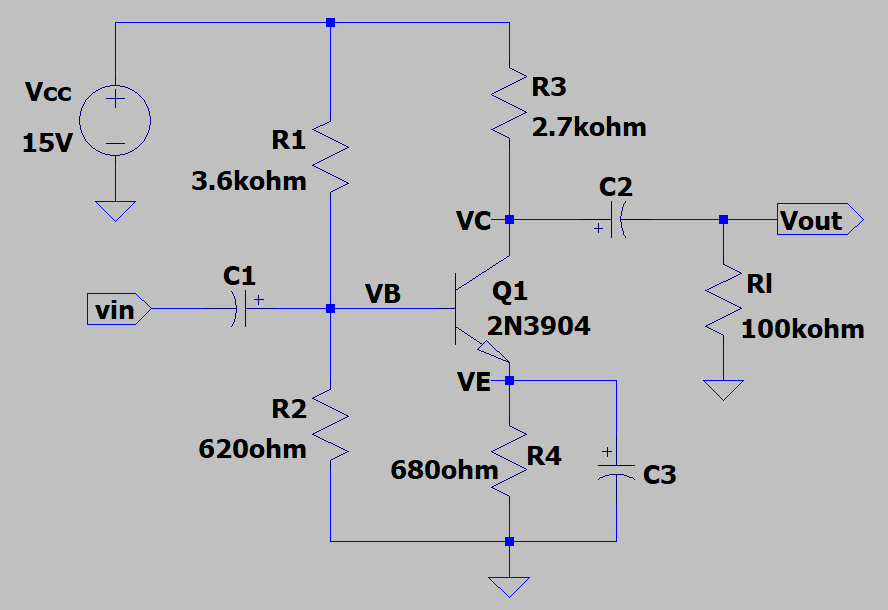 Vcc
15V
R1
3.6kohm
R3
2.7kohm
VC
C2
Vout
C1
vin
VB
Q1
2N3904
Rl
100kohm
VE
R2
620ohm
R4
680ohm
C3